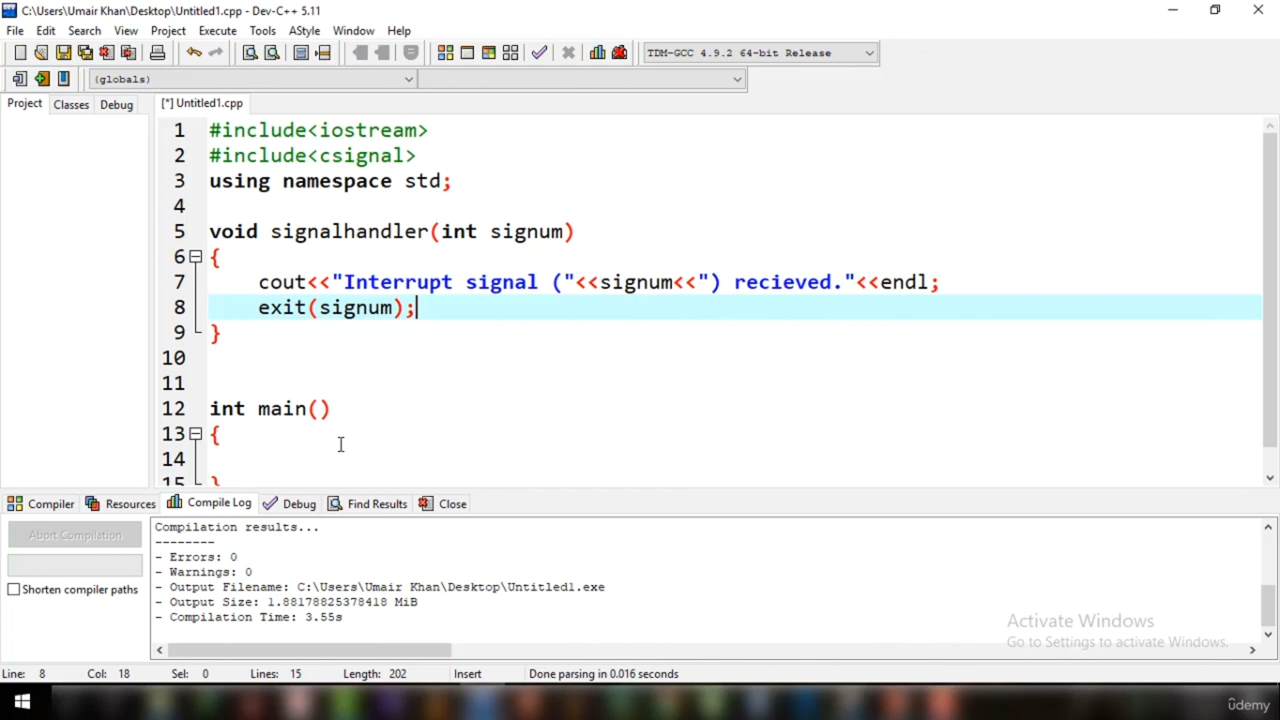 C:\Users\Umair Khan\Desktop\Untitled1.cpp - Dev-C++ 5.11
File Edit Search View Project Execute Tools AStyle Window Help
TDM-GCC 4.9.2 64-bit Release
(globals)
Project Classes Debug [*] Untitled1.cpp
1 #include<iostream>
2 #include<csignal>
3 using namespace std;
4
5 void signalhandler(int signum)
6 {
7 cout<<"Interrupt signal ("<<signum<<") recieved."<<endl;
8 exit(signum);
9 }
10
11
12 int main()
13 {
14
15 }
Compiler Resources Compile Log Debug Find Results Close
Abort Compilation
Shorten compiler paths
Compilation results...
--------
- Errors: 0
- Warnings: 0
- Output Filename: C:\Users\Umair Khan\Desktop\Untitled1.exe
- Output Size: 1.88178825378418 MiB
- Compilation Time: 3.55s
Activate Windows
Go to Settings to activate Windows.
Line: 8 Col: 18 Sel: 0 Lines: 15 Length: 202 Insert Done parsing in 0.016 seconds
ûdemy